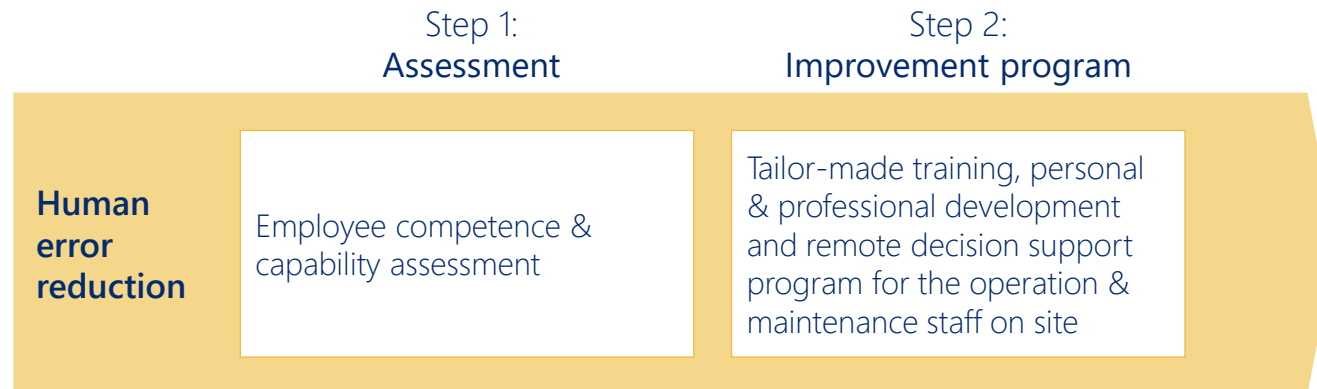 Step 1:
Assessment
Step 2:
Improvement program
Human
error
reduction
Employee competence &
capability assessment
Tailor-made training, personal
& professional development
and remote decision support
program for the operation &
maintenance staff on site